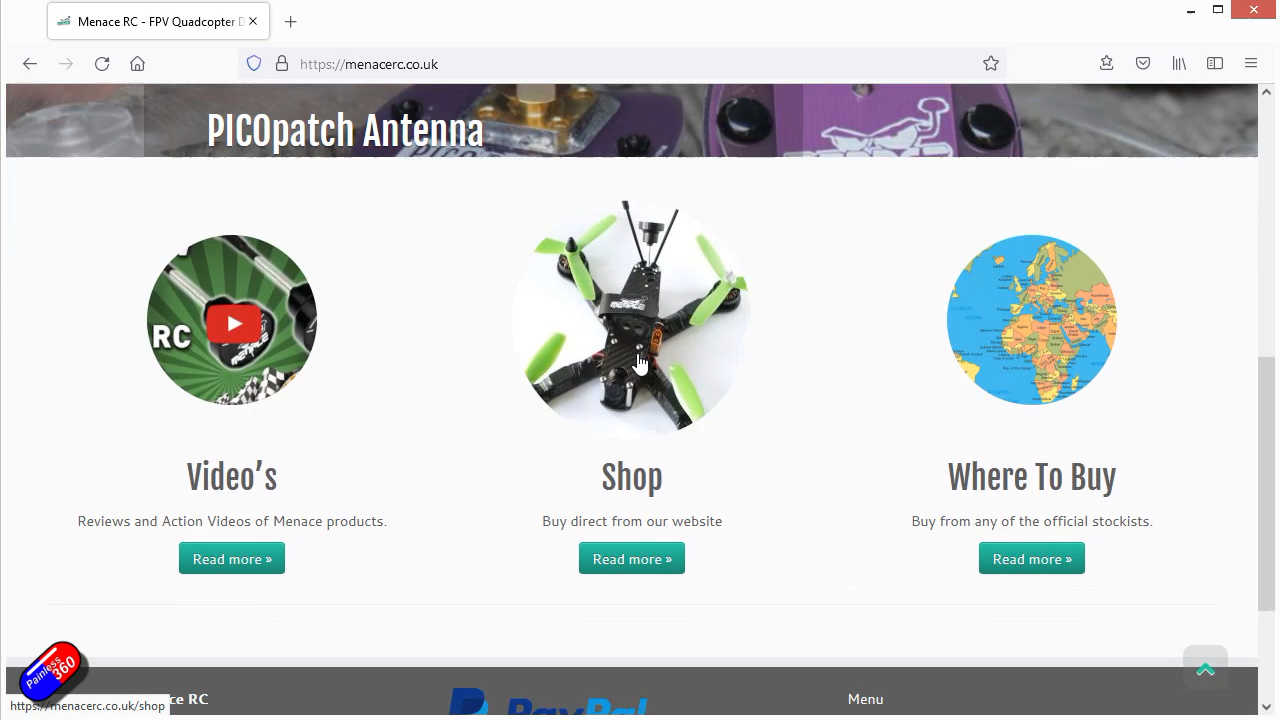 Menace RC - FPV Quadcopter D
https://menacerc.co.uk
PICOpatch Antenna
RC
Video's
Shop
Where To Buy
Reviews and Action Videos of Menace products.
Buy direct from our website
Buy from any of the official stockists.
Read more »
Read more »
Read more »
Painless
360
ce RC
PayPal
Menu
https://menacerc.co.uk/shop